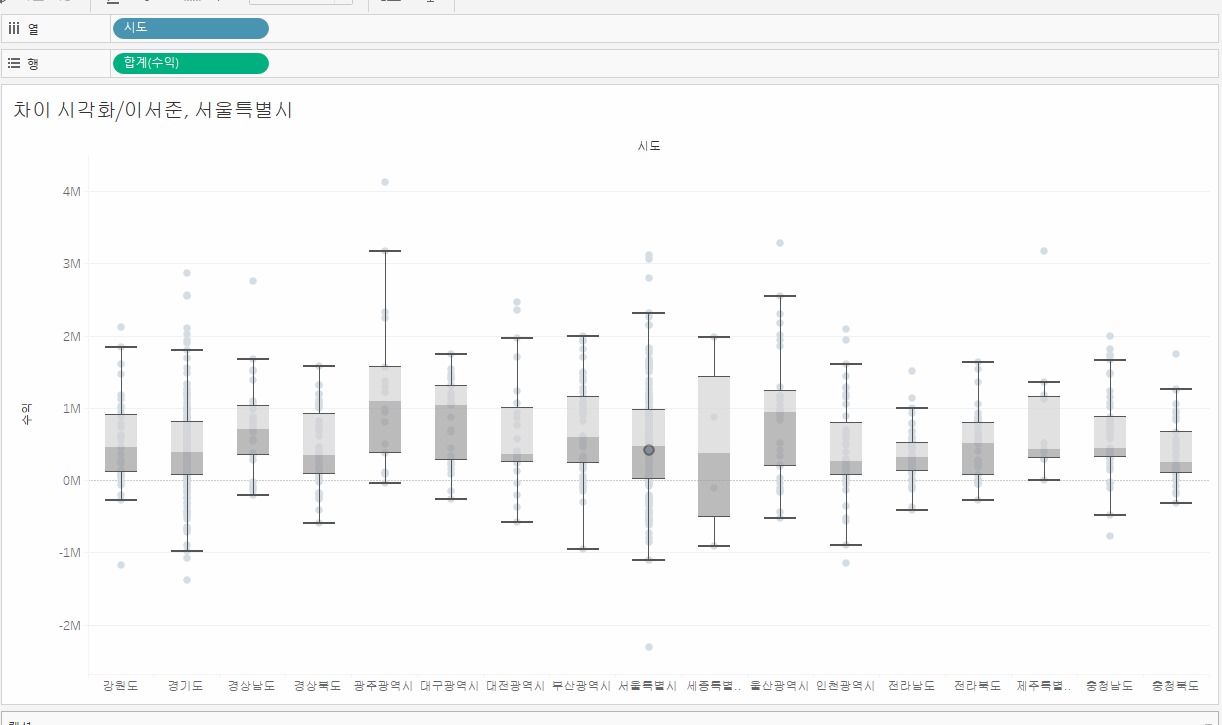 열
시도
행
합계(수익)
차이 시각화/이서준, 서울특별시
시도
4M
3M
2M
1M
0M
-1M
-2M
수익
강원도 경기도 경상남도 경상북도 광주광역시 대구광역시 대전광역시 부산광역시 서울특별시 세종특별.. 울산광역시 인천광역시 전라남도 전라북도 제주특별.. 충청남도 충청북도